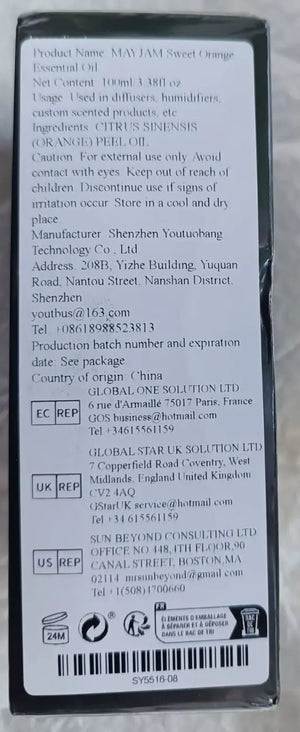 Product Name: MAYJAM Sweet Orange
Essential Oil
Net Content: 100ml 3.38fl oz
Usage: Used in diffusers, humidifiers,
custom scented products, etc
Ingredients: CITRUS SINENSIS
(ORANGE) PEEL OIL
Caution: For external use only. Avoid
contact with eyes. Keep out of reach of
children. Discontinue use if signs of
irritation occur. Store in a cool and dry
place.
Manufacturer: Shenzhen Youtuobang
Technology Co., Ltd
Address: 208B, Yizhe Building, Yuquan
Road, Nantou Street, Nanshan District,
Shenzhen
youtbus@163.com
Tel: +08618988523813
Production batch number and expiration
date: See package
Country of origin: China
EC REP
GLOBAL ONE SOLUTION LTD
6 rue d'Armaillé 75017 Paris, France
GOS.business@hotmail.com
Tel +34615561159
UK REP
GLOBAL STAR UK SOLUTION LTD
7 Copperfield Road Coventry, West
Midlands, England United Kingdom
CV2 4AQ
GStarUK service@hotmail.com
Tel +34 615561159
US REP
SUN BEYOND CONSULTING LTD
OFFICE NO 448,4TH FLOOR,90
CANAL STREET, BOSTON,MA
02114 mrsunbeyond@gmail.com
Tel +1(508)4700660
24M
®
FR
ÉLÉMENTS D'EMBALLAGE
À SÉPARER ET À DÉPOSER
DANS LE BAC DE TRI
BAC
DE
TRI
SY5516-08